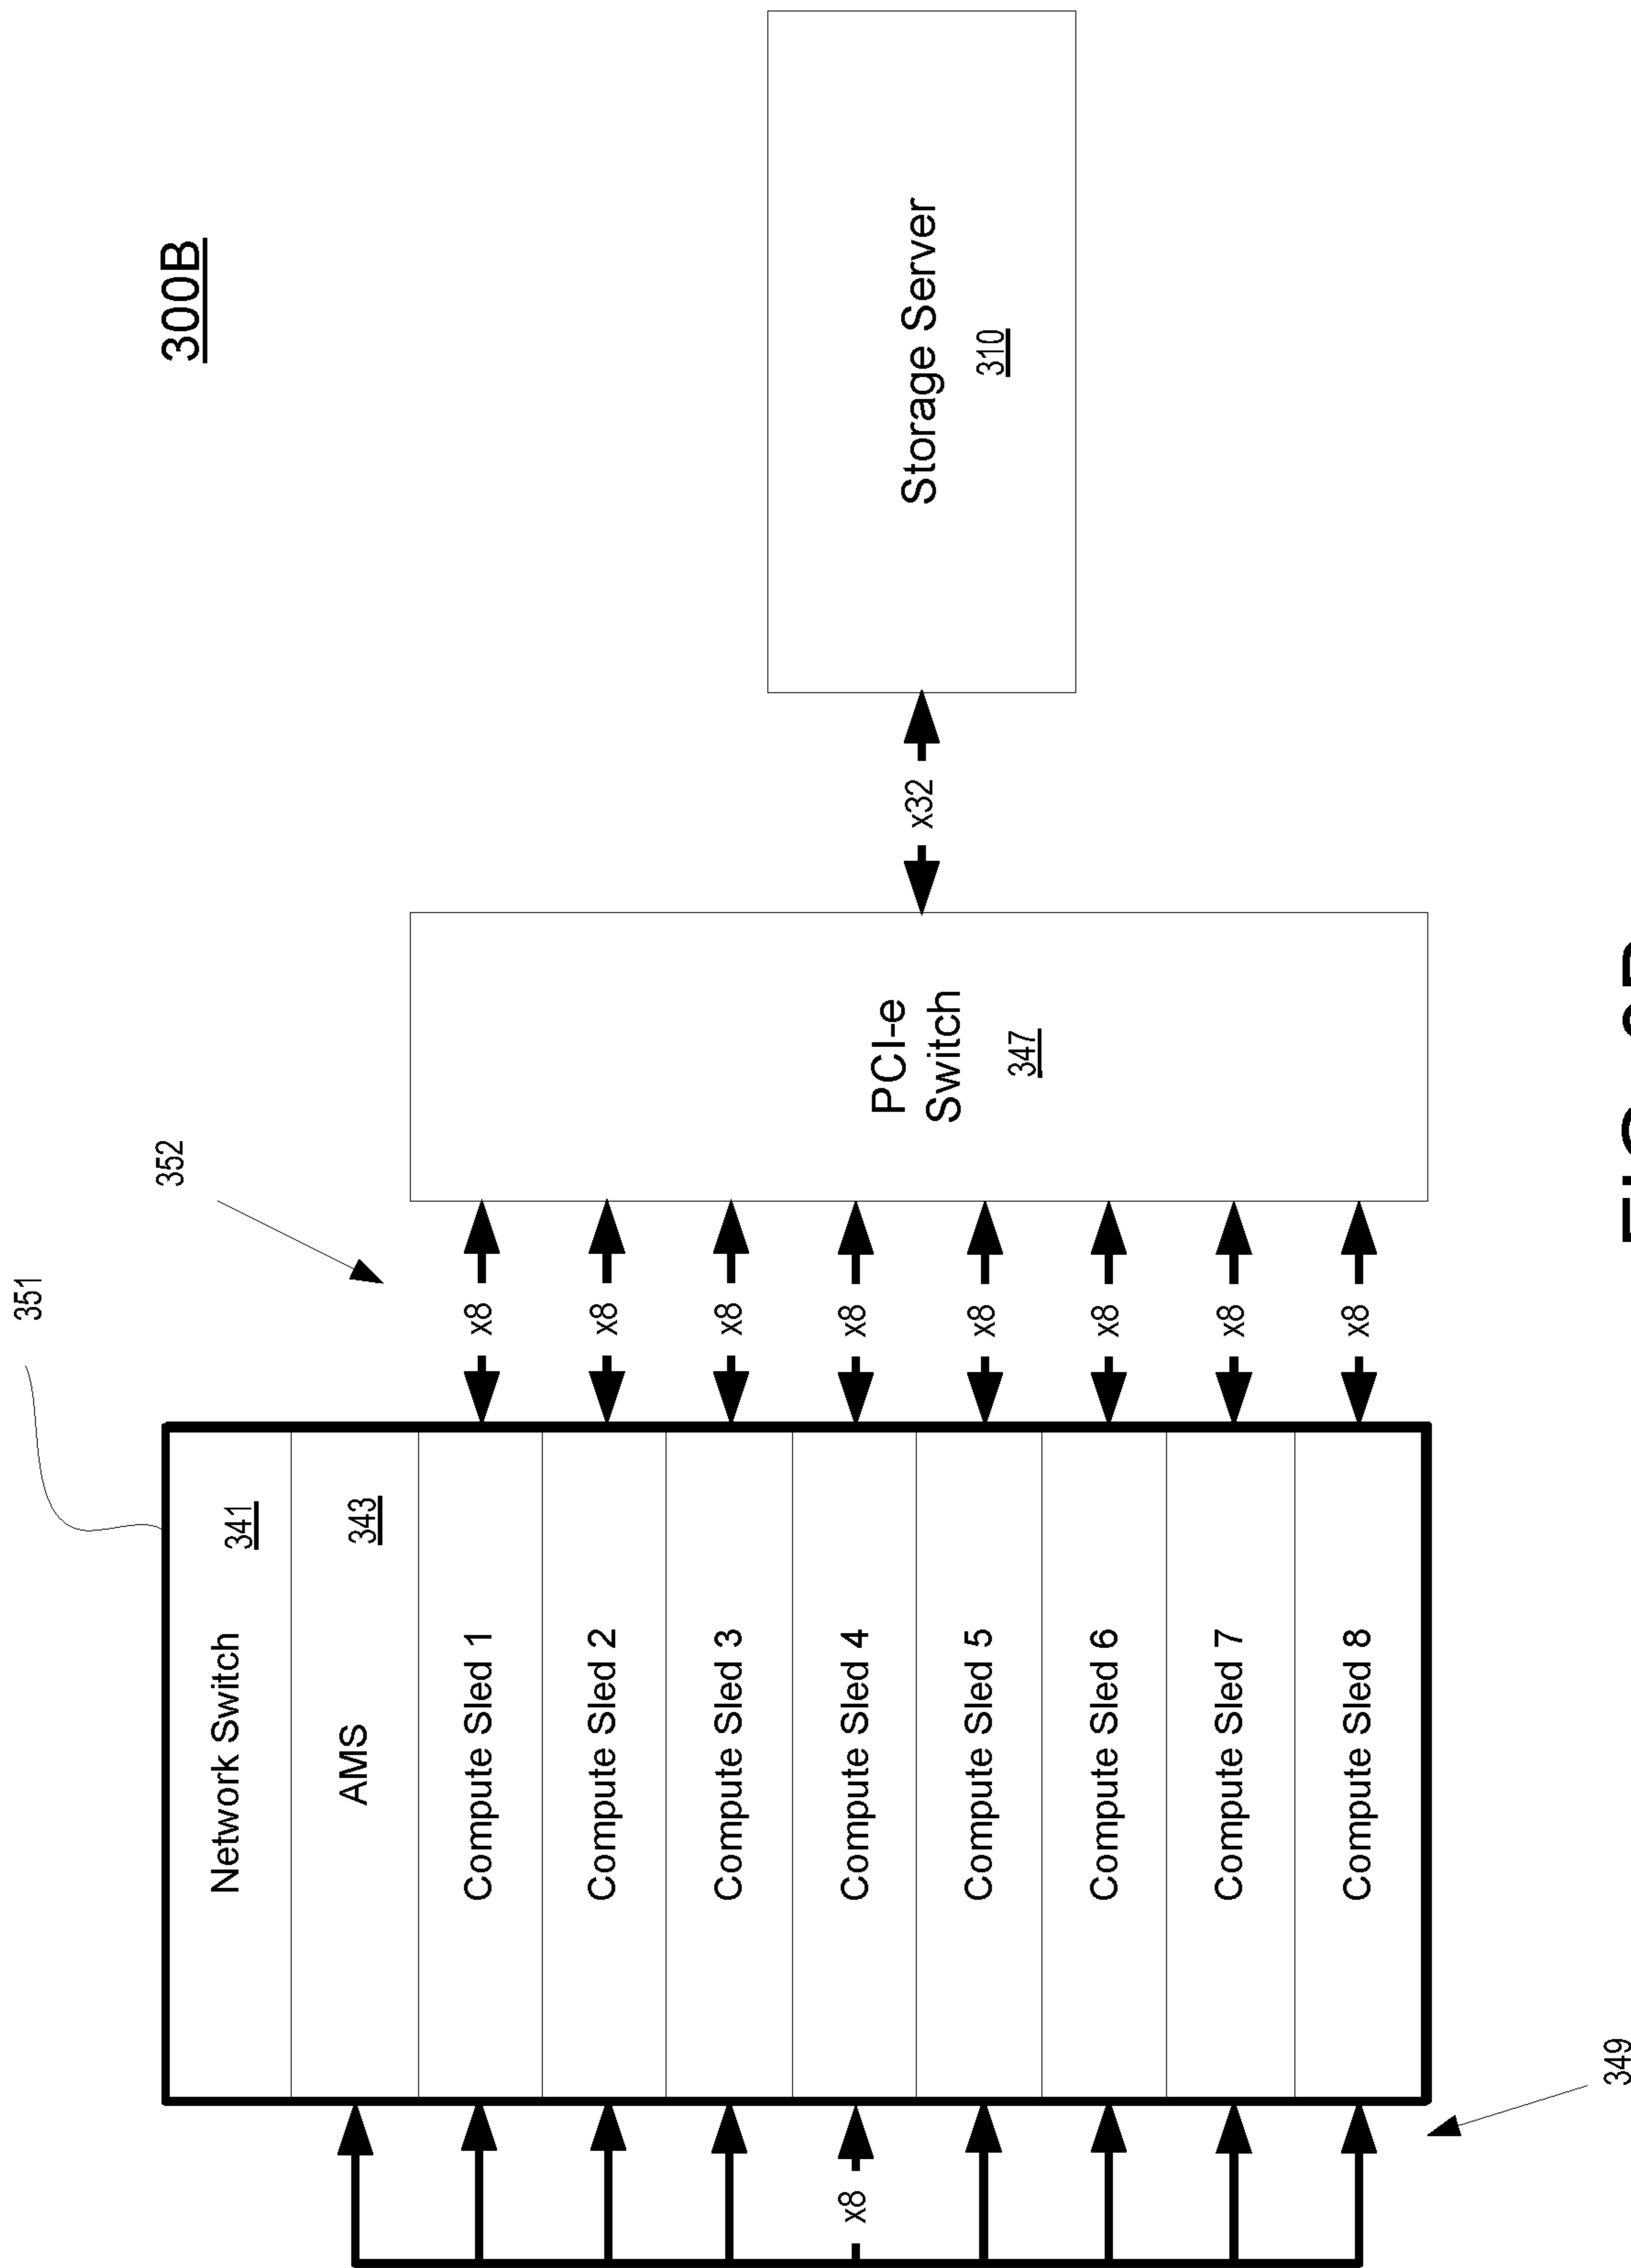 300B
351
352
Network Switch
341
AMS
343
Compute Sled 1
x8
Compute Sled 2
x8
Compute Sled 3
x8
x8
Compute Sled 4
x8
Compute Sled 5
x8
Compute Sled 6
x8
Compute Sled 7
x8
Compute Sled 8
x8
PCI-e
Switch
347
x32
Storage Server
310
349